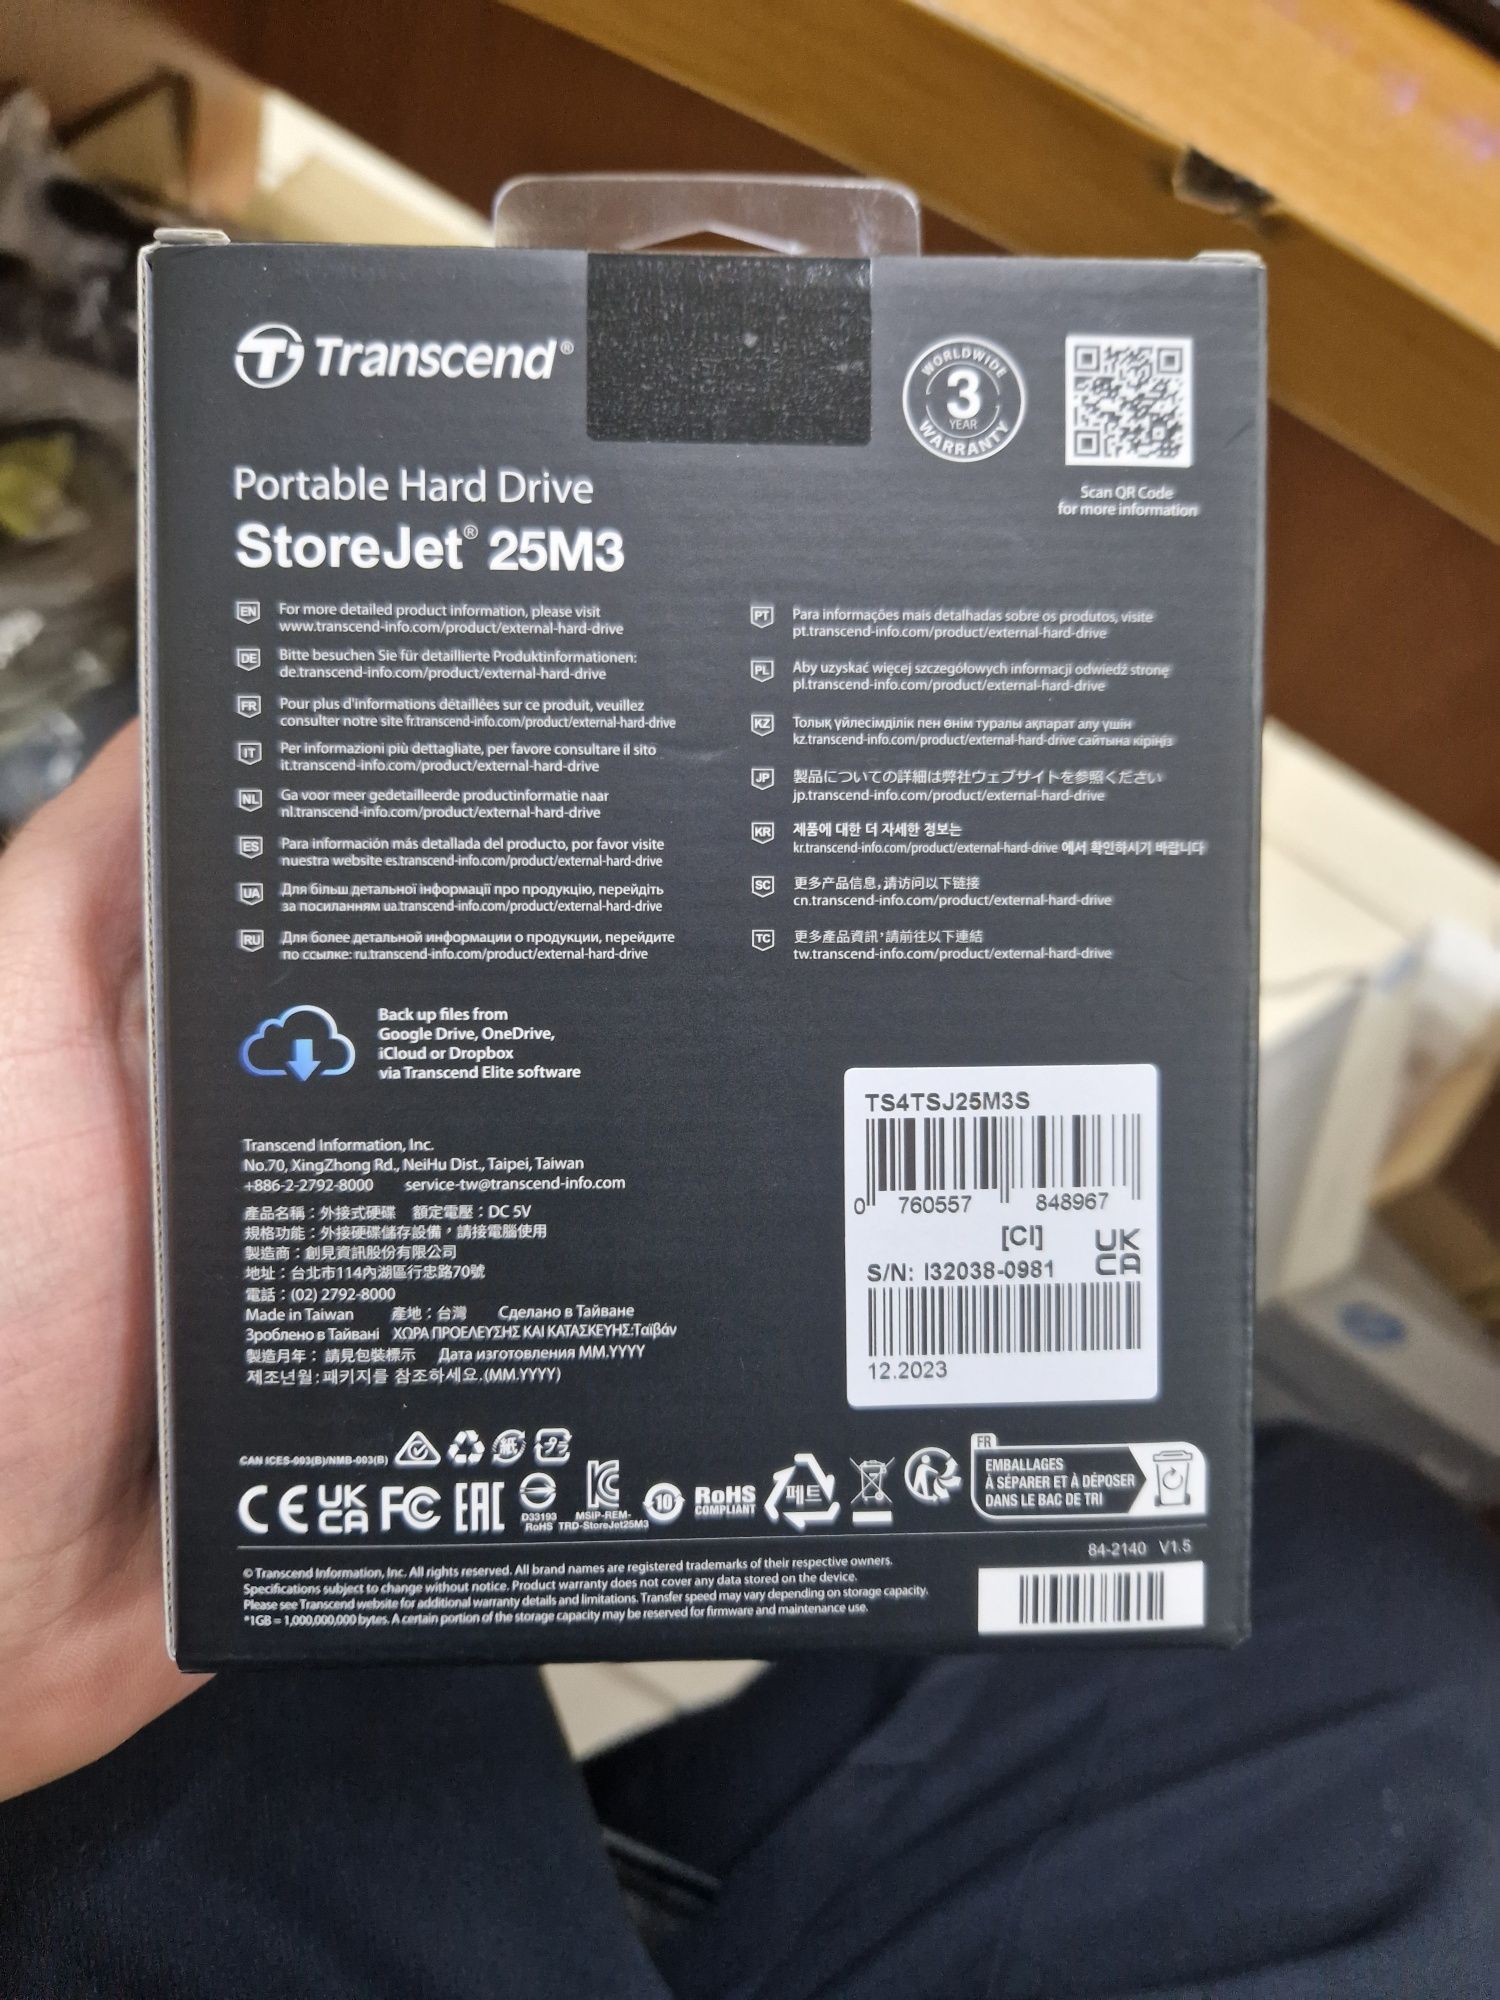 Transcend®
WORLDWIDE
3
YEAR
WARRANTY
Scan QR Code
for more information
Portable Hard Drive
StoreJet® 25M3
EN
For more detailed product information, please visit
www.transcend-info.com/product/external-hard-drive
DE
Bitte besuchen Sie für detaillierte Produktinformationen:
de.transcend-info.com/product/external-hard-drive
FR
Pour plus d'informations détaillées sur ce produit, veuillez
consulter notre site fr.transcend-info.com/product/external-hard-drive
IT
Per informazioni più dettagliate, per favore consultare il sito
it.transcend-info.com/product/external-hard-drive
NL
Ga voor meer gedetailleerde productinformatie naar
nl.transcend-info.com/product/external-hard-drive
ES
Para información más detallada del producto, por favor visite
nuestra website es.transcend-info.com/product/external-hard-drive
UA
Для більш детальної інформації про продукцію, перейдіть
за посиланням ua.transcend-info.com/product/external-hard-drive
RU
Для более детальной информации о продукции, перейдите
по ссылке: ru.transcend-info.com/product/external-hard-drive
PT
Para informações mais detalhadas sobre os produtos, visite
pt.transcend-info.com/product/external-hard-drive
PL
Aby uzyskać więcej szczegółowych informacji odwiedź stronę
pl.transcend-info.com/product/external-hard-drive
KZ
Толық үйлесімділік пен өнім туралы ақпарат алу үшін
kz.transcend-info.com/product/external-hard-drive сайтына кіріңіз
JP
製品についての詳細は弊社ウェブサイトを参照ください
jp.transcend-info.com/product/external-hard-drive
KR
제품에 대한 더 자세한 정보는
kr.transcend-info.com/product/external-hard-drive 에서 확인하시기 바랍니다
SC
更多产品信息,请访问以下链接
cn.transcend-info.com/product/external-hard-drive
TC
更多產品資訊,請前往以下連結
tw.transcend-info.com/product/external-hard-drive
Back up files from
Google Drive, OneDrive,
iCloud or Dropbox
via Transcend Elite software
Transcend Information, Inc.
No.70, XingZhong Rd., NeiHu Dist., Taipei, Taiwan
+886-2-2792-8000 service-tw@transcend-info.com
產品名稱:外接式硬碟 額定電壓:DC 5V
規格功能:外接硬碟儲存設備,請接電腦使用
製造商:創見資訊股份有限公司
地址:台北市114內湖區行忠路70號
電話:(02) 2792-8000
Made in Taiwan 產地:台灣 Сделано в Тайване
Зроблено в Тайвані ΧΩΡΑ ΠΡΟΕΛΕΥΣΗΣ ΚΑΙ ΚΑΤΑΣΚΕΥΗΣ:Ταϊβάν
製造月年: 請見包裝標示 Дата изготовления MM.YYYY
제조년월:패키지를 참조하세요.(MM.YYYY)
TS4TSJ25M3S
0 760557 848967
[CI]
UK
CA
S/N: I32038-0981
12.2023
CAN ICES-003(B)/NMB-003(B)
紙
プラ
CE UK
CA FC EAC
D33193
RoHS
MSIP-REM-
TRD-StoreJet25M3
10
RoHS
COMPLIANT
페트
FR
EMBALLAGES
À SÉPARER ET À DÉPOSER
DANS LE BAC DE TRI
84-2140 V1.5
© Transcend Information, Inc. All rights reserved. All brand names are registered trademarks of their respective owners.
Specifications subject to change without notice. Product warranty does not cover any data stored on the device.
Please see Transcend website for additional warranty details and limitations. Transfer speed may vary depending on storage capacity.
*1GB = 1,000,000,000 bytes. A certain portion of the storage capacity may be reserved for firmware and maintenance use.